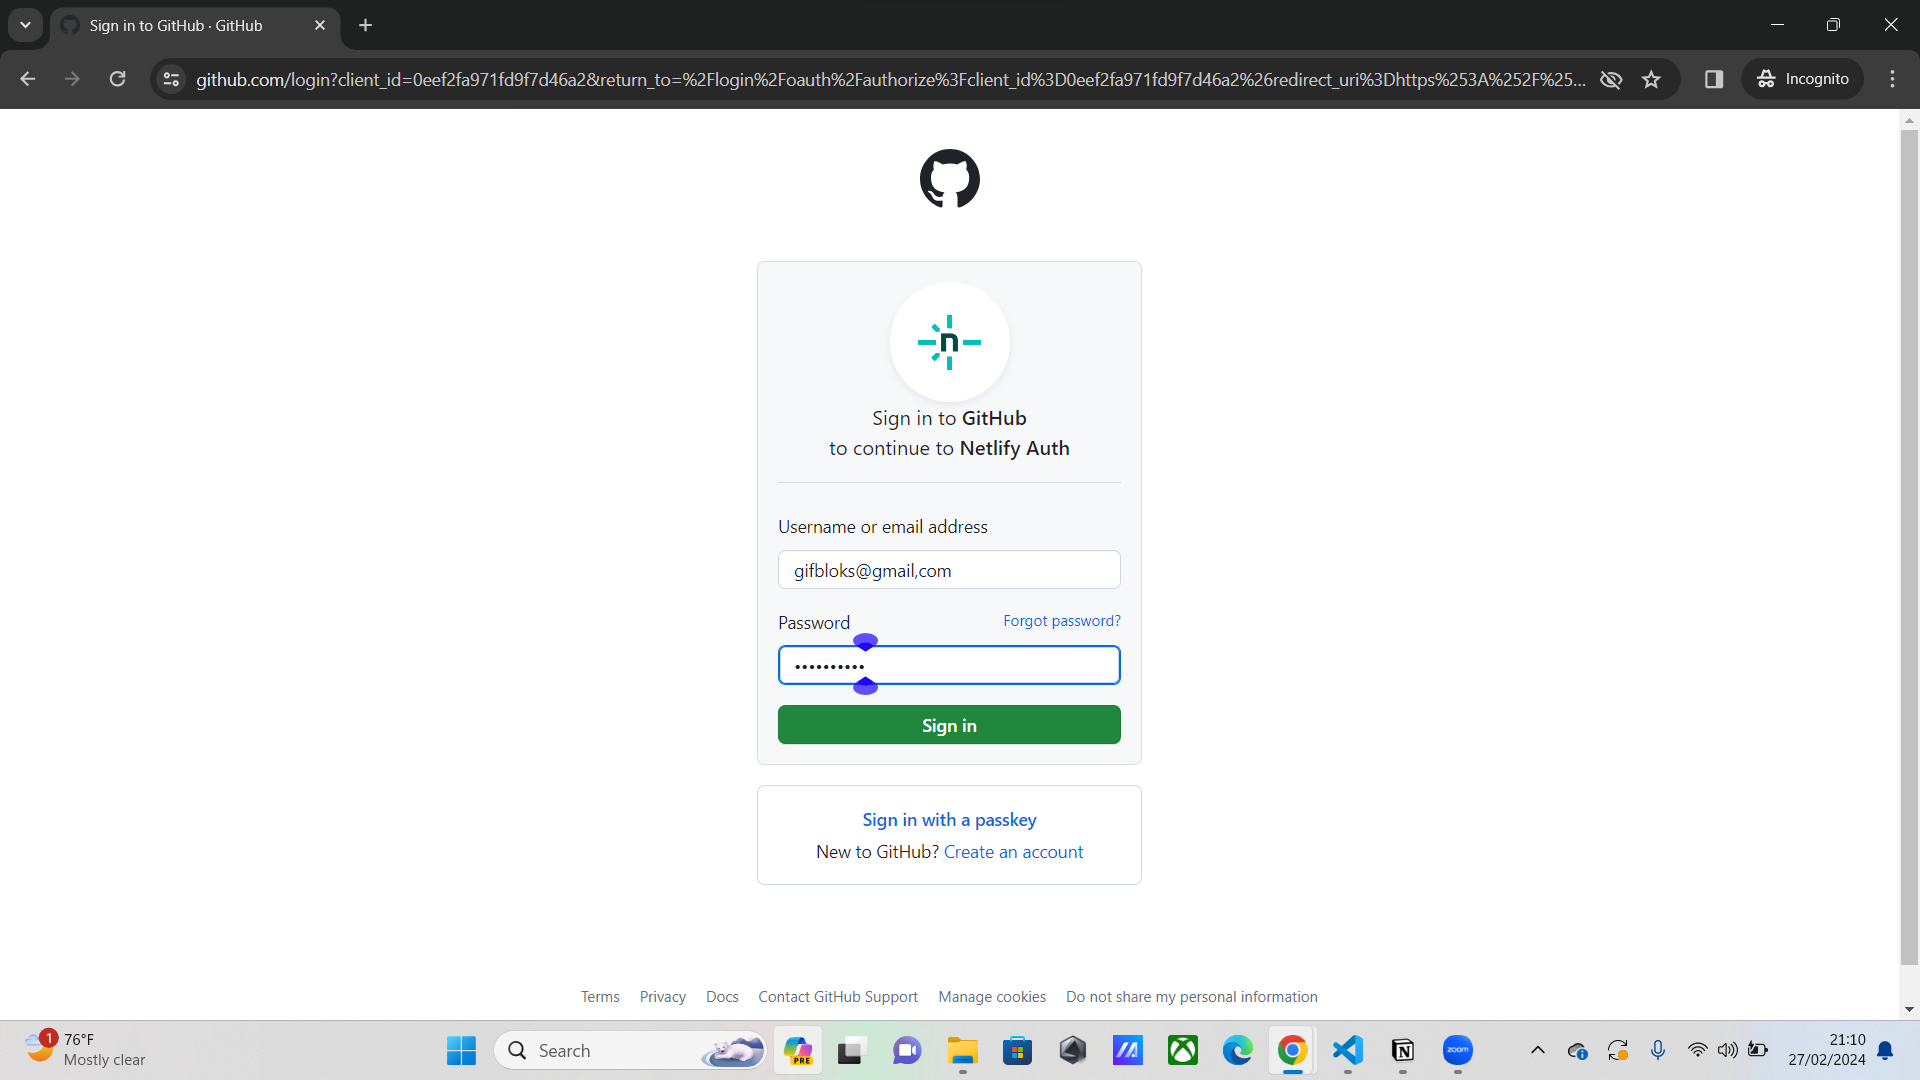 Sign in to GitHub · GitHub
github.com/login?client_id=0eef2fa971fd9f7d46a2&return_to=%2Flogin%2Foauth%2Fauthorize%3Fclient_id%3D0eef2fa971fd9f7d46a2%26redirect_uri%3Dhttps%253A%252F%25...
Incognito
n
Sign in to GitHub
to continue to Netlify Auth
Username or email address
gifbloks@gmail,com
Password
Forgot password?
••••••••••
Sign in
Sign in with a passkey
New to GitHub? Create an account
Terms
Privacy
Docs
Contact GitHub Support
Manage cookies
Do not share my personal information
1
76°F
Mostly clear
Search
PRE
zoom
21:10
27/02/2024